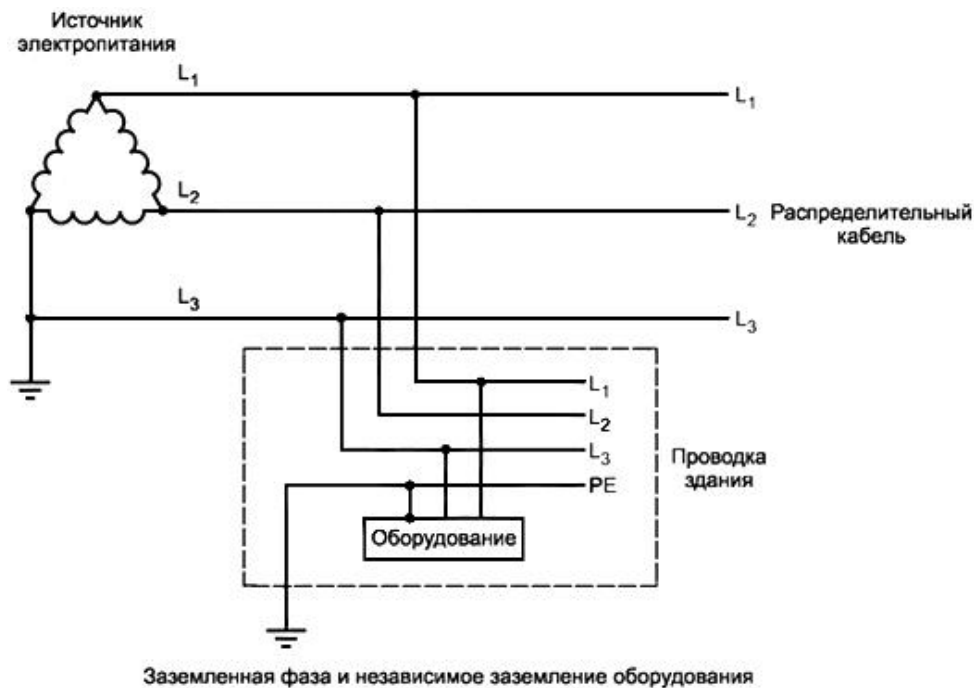 Источник
электропитания
L₁
L₁
L₂
L₂ Распределительный
кабель
L₃
L₃
L₁
L₂
L₃
Проводка
здания
PE
Оборудование
Заземленная фаза и независимое заземление оборудования